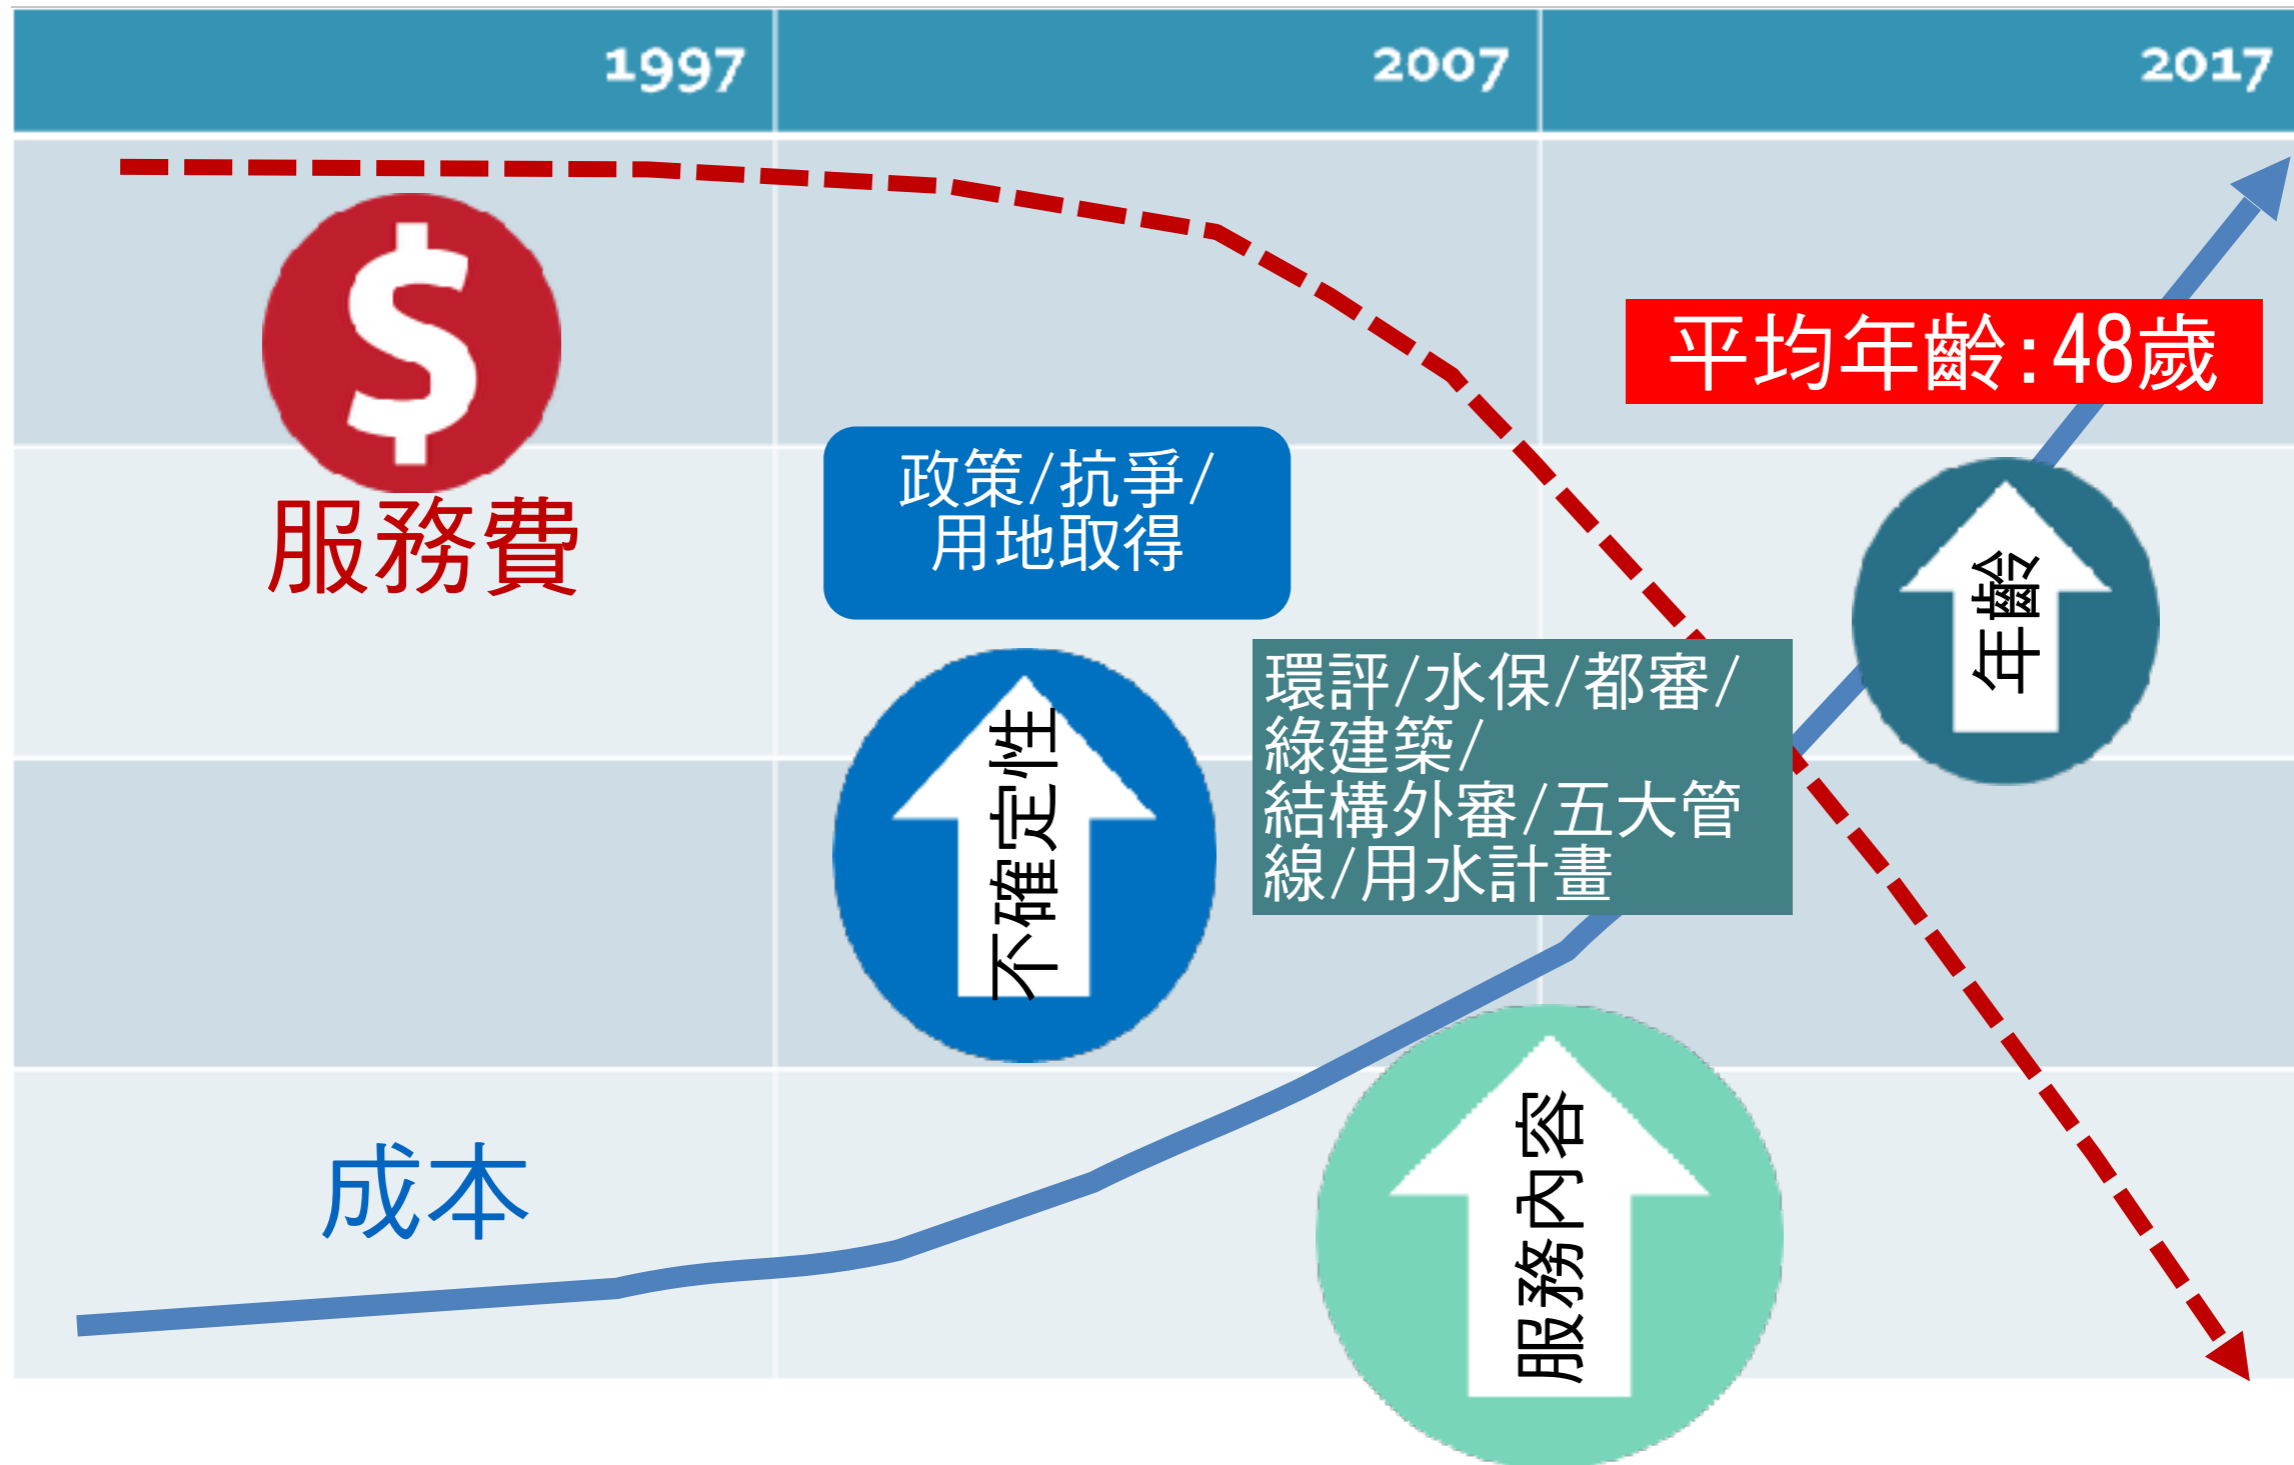 1997
2007
2017
$
服務費
平均年齡:48歲
政策/抗爭/
用地取得
年齡
環評/水保/都審/
綠建築/
結構外審/五大管
線/用水計畫
不確定性
服務內容
成本